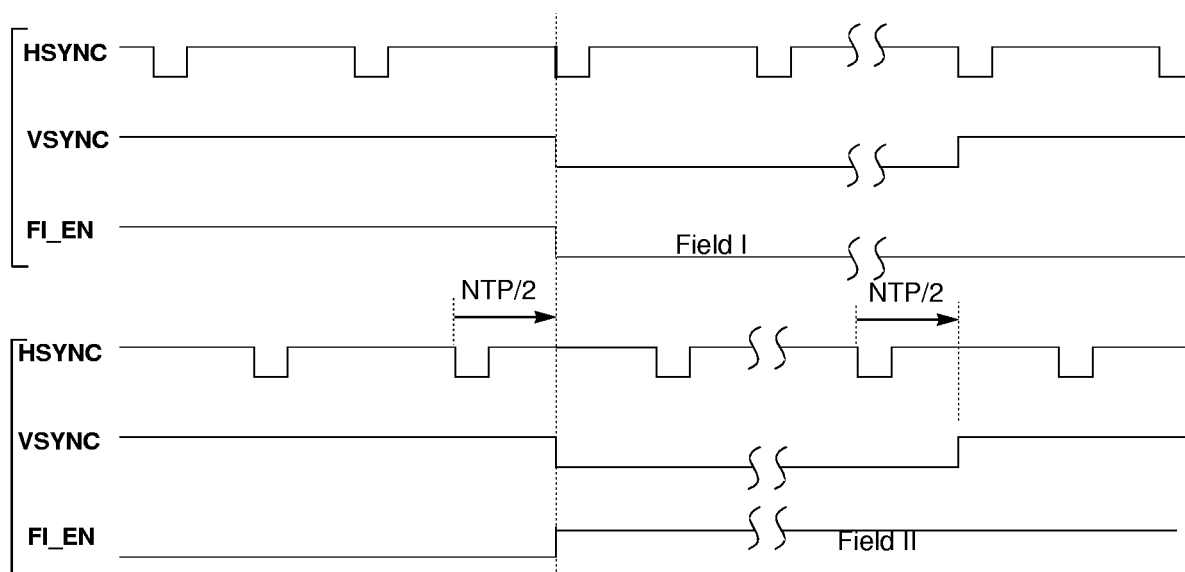 HSYNC
VSYNC
FI_EN
Field I
NTP/2
NTP/2
HSYNC
VSYNC
FI_EN
Field II